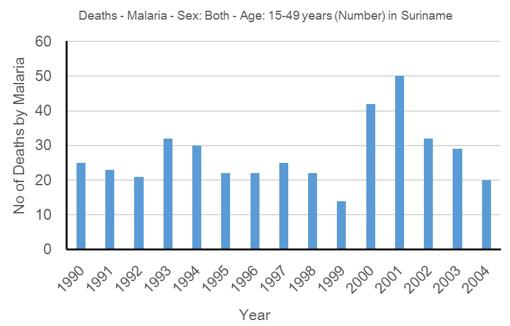 Deaths - Malaria - Sex: Both - Age: 15-49 years (Number) in Suriname
60
50
40
30
20
10
0
No of Deaths by Malaria
1990 1991 1992 1993 1994 1995 1996 1997 1998 1999 2000 2001 2002 2003 2004
Year